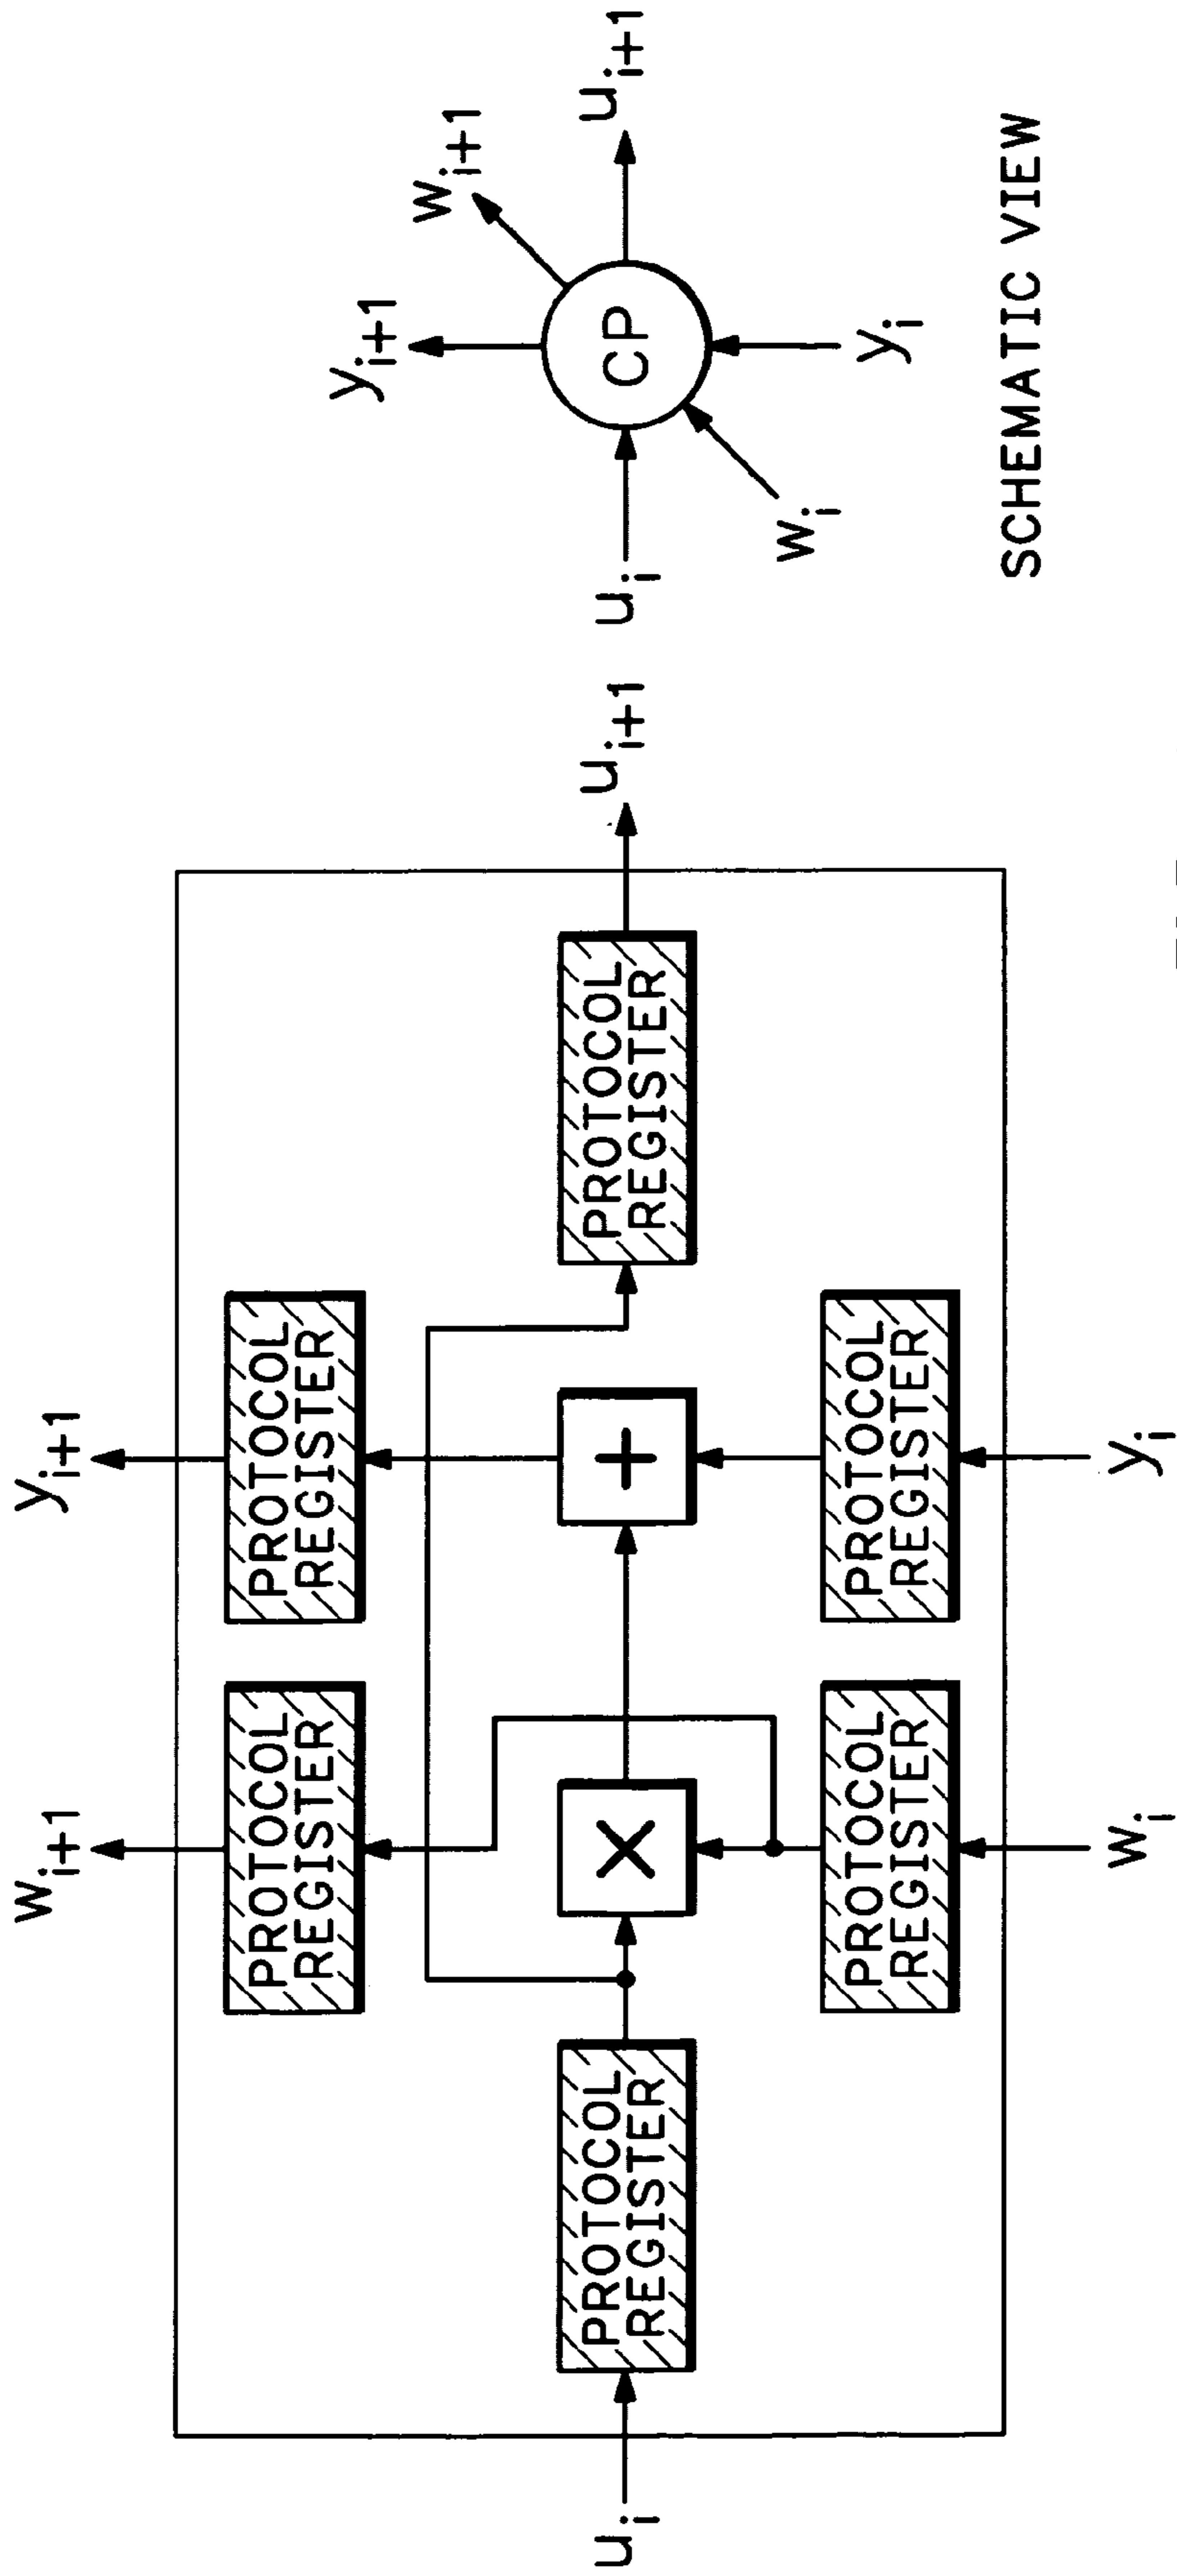 w_{i+1}
y_{i+1}
PROTOCOL
REGISTER
PROTOCOL
REGISTER
u_i
PROTOCOL
REGISTER
×
+
PROTOCOL
REGISTER
u_{i+1}
PROTOCOL
REGISTER
PROTOCOL
REGISTER
w_i
y_i
y_{i+1}
w_{i+1}
u_i
CP
u_{i+1}
w_i
y_i
SCHEMATIC VIEW